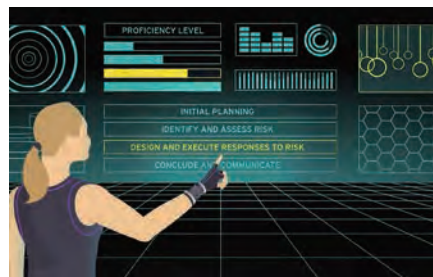 PROFICIENCY LEVEL
INITIAL PLANNING
IDENTIFY AND ASSESS RISK
DESIGN AND EXECUTE RESPONSES TO RISK
CONCLUDE AND COMMUNICATE